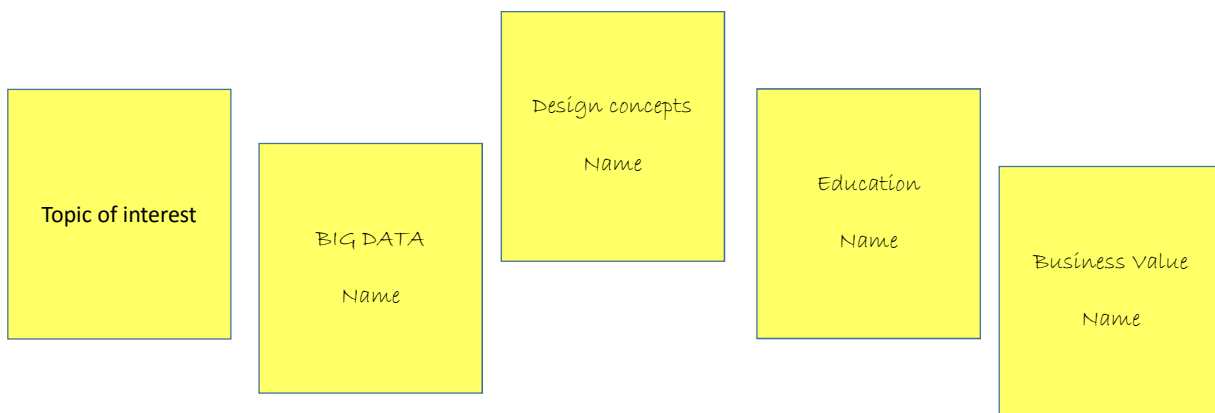 Topic of interest
BIG DATA
Name
Design concepts
Name
Education
Name
Business Value
Name